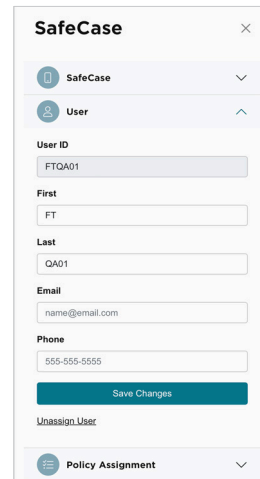 SafeCase
SafeCase
User
User ID
FTQA01
First
FT
Last
QA01
Email
name@email.com
Phone
555-555-5555
Save Changes
Unassign User
Policy Assignment